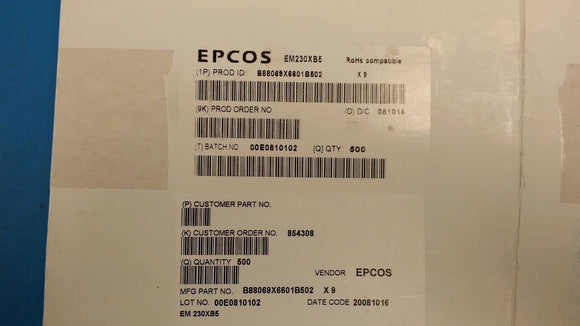 EPCOS EM230XB5 RoHs compatible
(1P) PROD ID: B88069X6601B502 X 9
(9K) PROD ORDER NO (D) D/C 081016
(T) BATCH NO 00E0810102 (Q) QTY 500
(P) CUSTOMER PART NO.
(K) CUSTOMER ORDER NO. 854308
(Q) QUANTITY 500
VENDOR EPCOS
MFG PART NO. B88069X6601B502 X 9
LOT NO. 00E0810102 DATE CODE 20081016
EM 230XB5